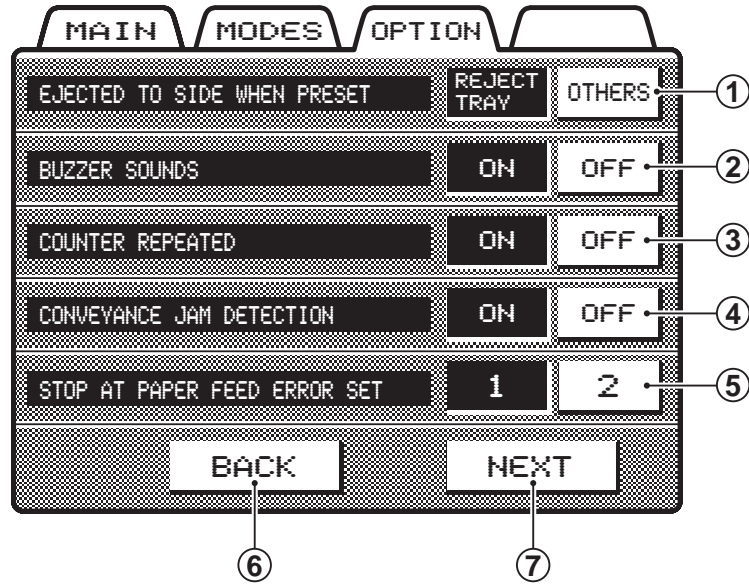 MAIN MODES OPTION
EJECTED TO SIDE WHEN PRESET REJECT TRAY OTHERS ①
BUZZER SOUNDS ON OFF ②
COUNTER REPEATED ON OFF ③
CONVEYANCE JAM DETECTION ON OFF ④
STOP AT PAPER FEED ERROR SET 1 2 ⑤
BACK NEXT
⑥ ⑦